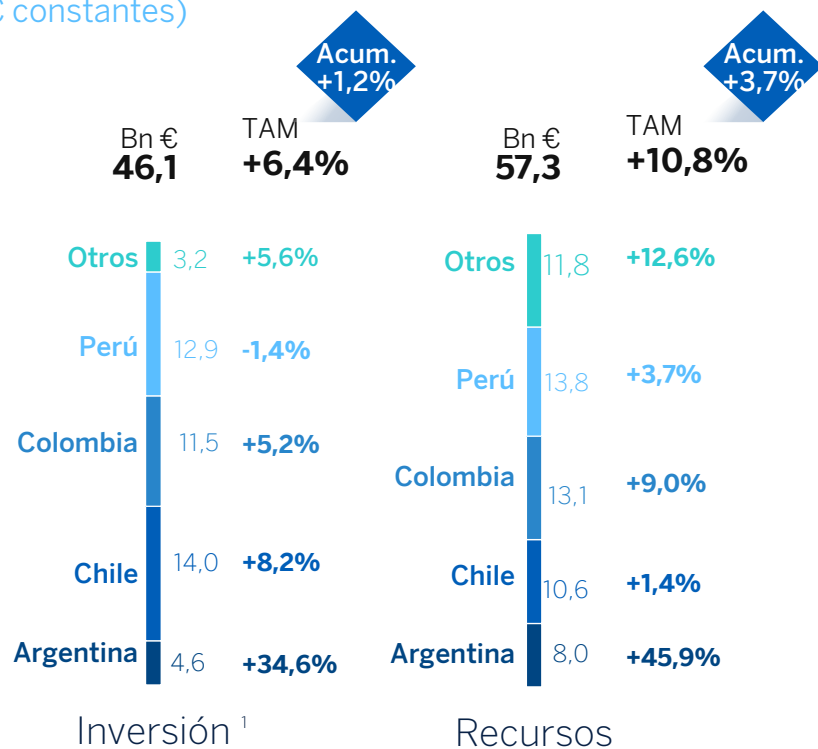 € constantes)
Acum.
+1,2%
Bn €
46,1
TAM
+6,4%
Otros 3,2 +5,6%
Perú 12,9 -1,4%
Colombia 11,5 +5,2%
Chile 14,0 +8,2%
Argentina 4,6 +34,6%
Inversión ¹
Acum.
+3,7%
Bn €
57,3
TAM
+10,8%
Otros 11,8 +12,6%
Perú 13,8 +3,7%
Colombia 13,1 +9,0%
Chile 10,6 +1,4%
Argentina 8,0 +45,9%
Recursos